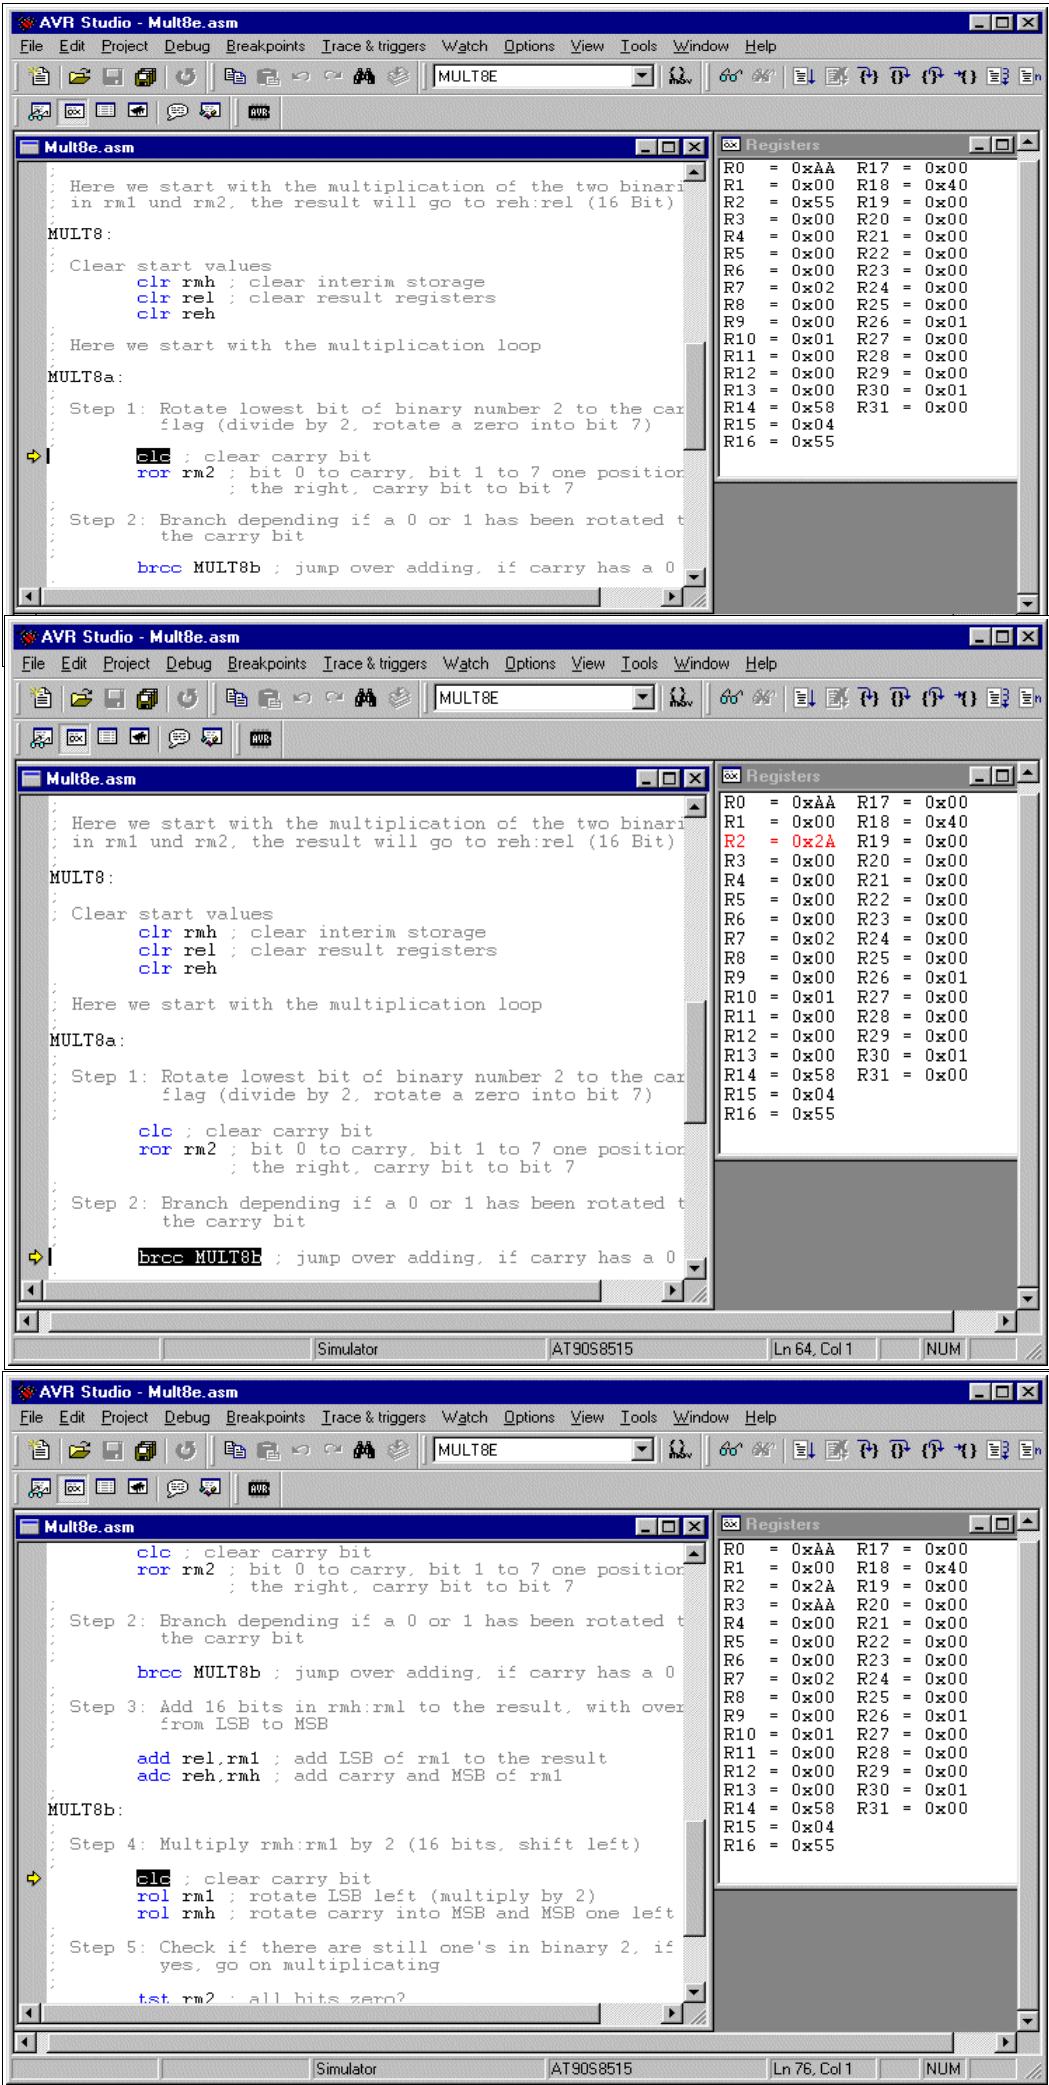 AVR Studio - Mult8e.asm
File Edit Project Debug Breakpoints Trace & triggers Watch Options View Tools Window Help
MULT8E
AVR
Mult8e.asm
;
; Here we start with the multiplication of the two binari
; in rm1 und rm2, the result will go to reh:rel (16 Bit)
;
MULT8:
;
; Clear start values
clr rmh ; clear interim storage
clr rel ; clear result registers
clr reh
;
; Here we start with the multiplication loop
;
MULT8a:
;
; Step 1: Rotate lowest bit of binary number 2 to the car
; flag (divide by 2, rotate a zero into bit 7)
;
clc ; clear carry bit
ror rm2 ; bit 0 to carry, bit 1 to 7 one position
; the right, carry bit to bit 7
;
; Step 2: Branch depending if a 0 or 1 has been rotated t
; the carry bit
;
brcc MULT8b ; jump over adding, if carry has a 0
Registers
R0 = 0xAA R17 = 0x00
R1 = 0x00 R18 = 0x40
R2 = 0x55 R19 = 0x00
R3 = 0x00 R20 = 0x00
R4 = 0x00 R21 = 0x00
R5 = 0x00 R22 = 0x00
R6 = 0x00 R23 = 0x00
R7 = 0x02 R24 = 0x00
R8 = 0x00 R25 = 0x00
R9 = 0x00 R26 = 0x01
R10 = 0x01 R27 = 0x00
R11 = 0x00 R28 = 0x00
R12 = 0x00 R29 = 0x00
R13 = 0x00 R30 = 0x01
R14 = 0x58 R31 = 0x00
R15 = 0x04
R16 = 0x55
AVR Studio - Mult8e.asm
File Edit Project Debug Breakpoints Trace & triggers Watch Options View Tools Window Help
MULT8E
AVR
Mult8e.asm
;
; Here we start with the multiplication of the two binari
; in rm1 und rm2, the result will go to reh:rel (16 Bit)
;
MULT8:
;
; Clear start values
clr rmh ; clear interim storage
clr rel ; clear result registers
clr reh
;
; Here we start with the multiplication loop
;
MULT8a:
;
; Step 1: Rotate lowest bit of binary number 2 to the car
; flag (divide by 2, rotate a zero into bit 7)
;
clc ; clear carry bit
ror rm2 ; bit 0 to carry, bit 1 to 7 one position
; the right, carry bit to bit 7
;
; Step 2: Branch depending if a 0 or 1 has been rotated t
; the carry bit
;
brcc MULT8b ; jump over adding, if carry has a 0
Registers
R0 = 0xAA R17 = 0x00
R1 = 0x00 R18 = 0x40
R2 = 0x2A R19 = 0x00
R3 = 0x00 R20 = 0x00
R4 = 0x00 R21 = 0x00
R5 = 0x00 R22 = 0x00
R6 = 0x00 R23 = 0x00
R7 = 0x02 R24 = 0x00
R8 = 0x00 R25 = 0x00
R9 = 0x00 R26 = 0x01
R10 = 0x01 R27 = 0x00
R11 = 0x00 R28 = 0x00
R12 = 0x00 R29 = 0x00
R13 = 0x00 R30 = 0x01
R14 = 0x58 R31 = 0x00
R15 = 0x04
R16 = 0x55
Simulator AT90S8515 Ln 64, Col 1 NUM
AVR Studio - Mult8e.asm
File Edit Project Debug Breakpoints Trace & triggers Watch Options View Tools Window Help
MULT8E
AVR
Mult8e.asm
clc ; clear carry bit
ror rm2 ; bit 0 to carry, bit 1 to 7 one position
; the right, carry bit to bit 7
;
; Step 2: Branch depending if a 0 or 1 has been rotated t
; the carry bit
;
brcc MULT8b ; jump over adding, if carry has a 0
;
; Step 3: Add 16 bits in rmh:rml to the result, with over
; from LSB to MSB
;
add rel,rm1 ; add LSB of rm1 to the result
adc reh,rmh ; add carry and MSB of rm1
;
MULT8b:
;
; Step 4: Multiply rmh:rm1 by 2 (16 bits, shift left)
;
clc ; clear carry bit
rol rm1 ; rotate LSB left (multiply by 2)
rol rmh ; rotate carry into MSB and MSB one left
;
; Step 5: Check if there are still one's in binary 2, if
; yes, go on multiplicating
;
tst rm2 ; all bits zero?
Registers
R0 = 0xAA R17 = 0x00
R1 = 0x00 R18 = 0x40
R2 = 0x2A R19 = 0x00
R3 = 0xAA R20 = 0x00
R4 = 0x00 R21 = 0x00
R5 = 0x00 R22 = 0x00
R6 = 0x00 R23 = 0x00
R7 = 0x02 R24 = 0x00
R8 = 0x00 R25 = 0x00
R9 = 0x00 R26 = 0x01
R10 = 0x01 R27 = 0x00
R11 = 0x00 R28 = 0x00
R12 = 0x00 R29 = 0x00
R13 = 0x00 R30 = 0x01
R14 = 0x58 R31 = 0x00
R15 = 0x04
R16 = 0x55
Simulator AT90S8515 Ln 76, Col 1 NUM